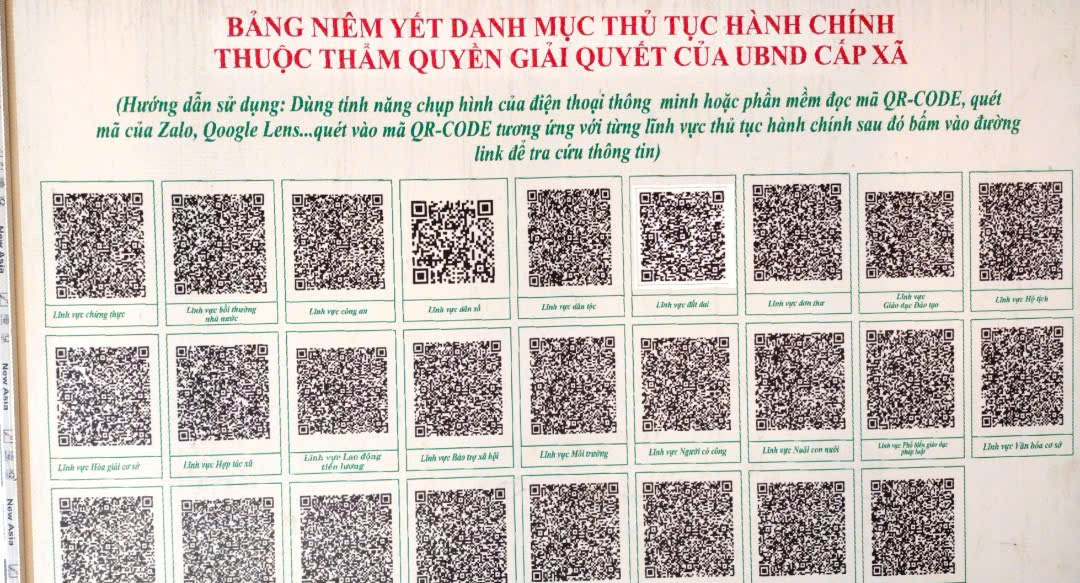 BẢNG NIÊM YẾT DANH MỤC THỦ TỤC HÀNH CHÍNH
THUỘC THẨM QUYỀN GIẢI QUYẾT CỦA UBND CẤP XÃ
(Hướng dẫn sử dụng: Dùng tính năng chụp hình của điện thoại thông minh hoặc phần mềm đọc mã QR-CODE, quét
mã của Zalo, Qoogle Lens...quét vào mã QR-CODE tương ứng với từng lĩnh vực thủ tục hành chính sau đó bấm vào đường
link để tra cứu thông tin)
Lĩnh vực chứng thực
Lĩnh vực bồi thường
nhà nước
Lĩnh vực công an
Lĩnh vực dân số
Lĩnh vực dân tộc
Lĩnh vực đất đai
Lĩnh vực đơn thư
Lĩnh vực
Giáo dục Đào tạo
Lĩnh vực Hộ tịch
Lĩnh vực Hòa giải cơ sở
Lĩnh vực Hợp tác xã
Lĩnh vực Lao động
tiền lương
Lĩnh vực Bảo trợ xã hội
Lĩnh vực Môi trường
Lĩnh vực Người có công
Lĩnh vực Nuôi con nuôi
Lĩnh vực Phổ biến giáo dục
pháp luật
Lĩnh vực Văn hóa cơ sở
New Asia
New Asia
New Asia